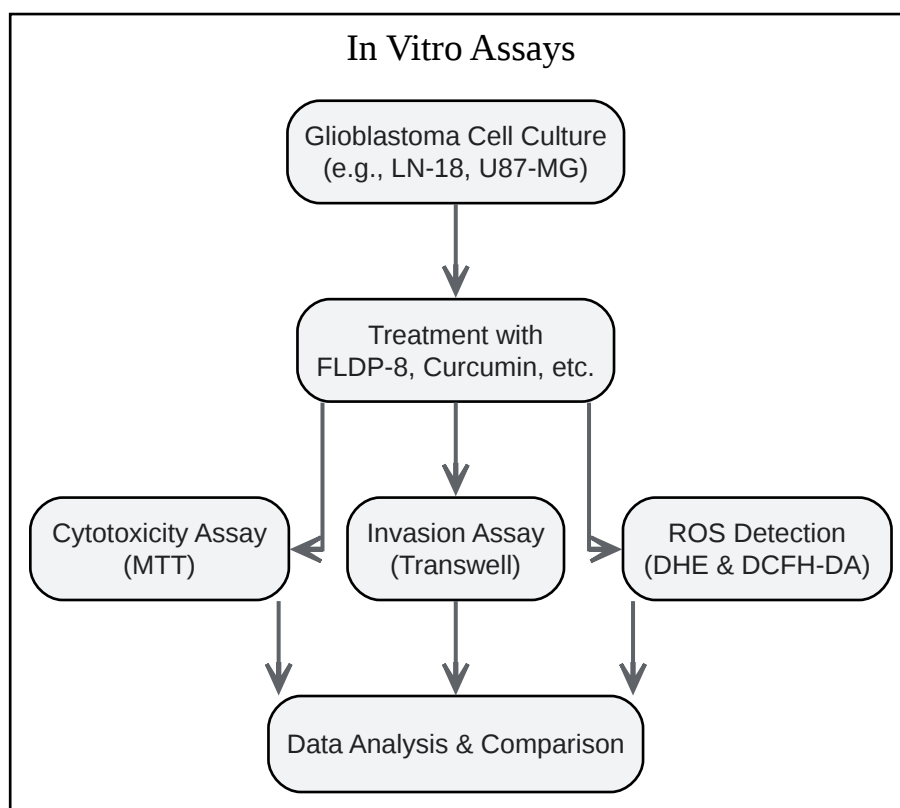 In Vitro Assays
Glioblastoma Cell Culture
(e.g., LN-18, U87-MG)
Treatment with
FLDP-8, Curcumin, etc.
Cytotoxicity Assay
(MTT)
Invasion Assay
(Transwell)
ROS Detection
(DHE & DCFH-DA)
Data Analysis & Comparison